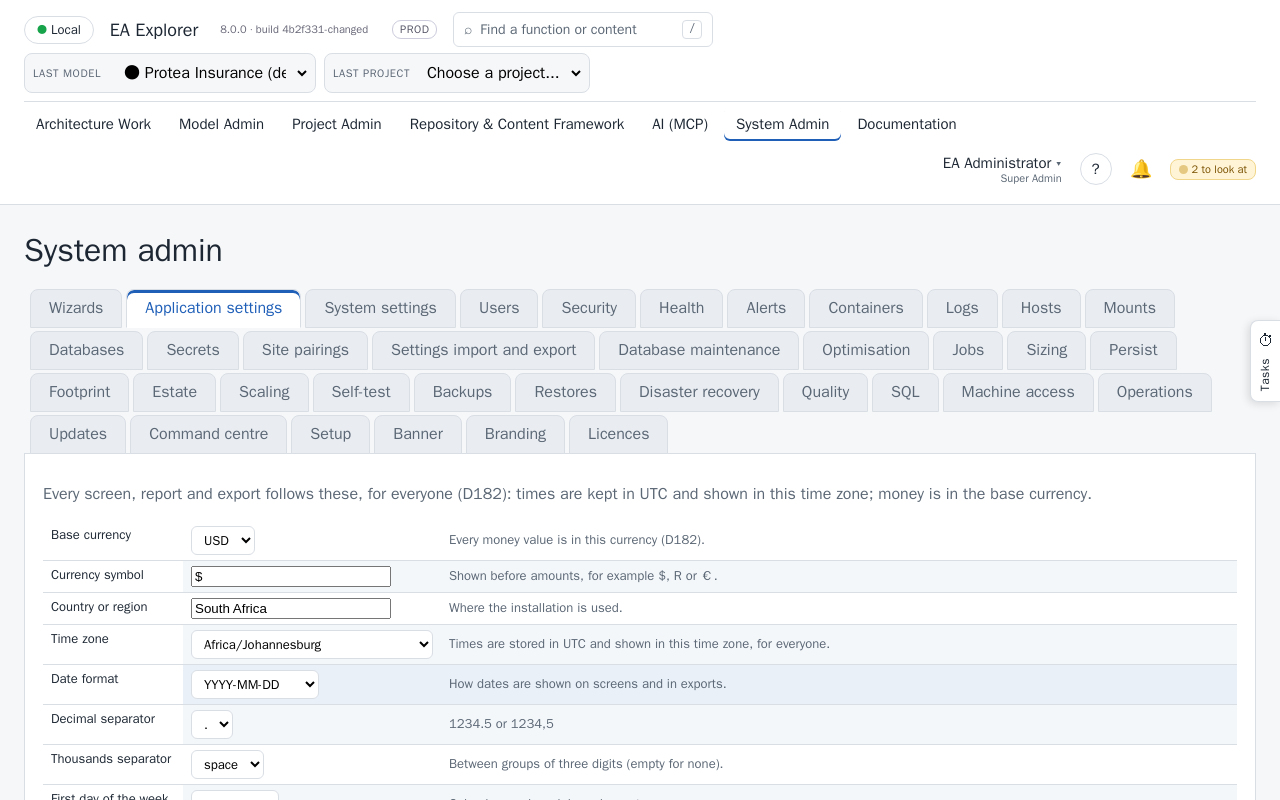 Local
EA Explorer
8.0.0 · build 4b2f331-changed
PROD
Find a function or content
/
LAST MODEL
Protea Insurance (de
LAST PROJECT
Choose a project...
Architecture Work
Model Admin
Project Admin
Repository & Content Framework
AI (MCP)
System Admin
Documentation
EA Administrator
Super Admin
?
2 to look at
System admin
Wizards
Application settings
System settings
Users
Security
Health
Alerts
Containers
Logs
Hosts
Mounts
Databases
Secrets
Site pairings
Settings import and export
Database maintenance
Optimisation
Jobs
Sizing
Persist
Footprint
Estate
Scaling
Self-test
Backups
Restores
Disaster recovery
Quality
SQL
Machine access
Operations
Updates
Command centre
Setup
Banner
Branding
Licences
Tasks
Every screen, report and export follows these, for everyone (D182): times are kept in UTC and shown in this time zone; money is in the base currency.
Base currency
USD
Every money value is in this currency (D182).
Currency symbol
$
Shown before amounts, for example $, R or €.
Country or region
South Africa
Where the installation is used.
Time zone
Africa/Johannesburg
Times are stored in UTC and shown in this time zone, for everyone.
Date format
YYYY-MM-DD
How dates are shown on screens and in exports.
Decimal separator
.
1234.5 or 1234,5
Thousands separator
space
Between groups of three digits (empty for none).
First day of the week